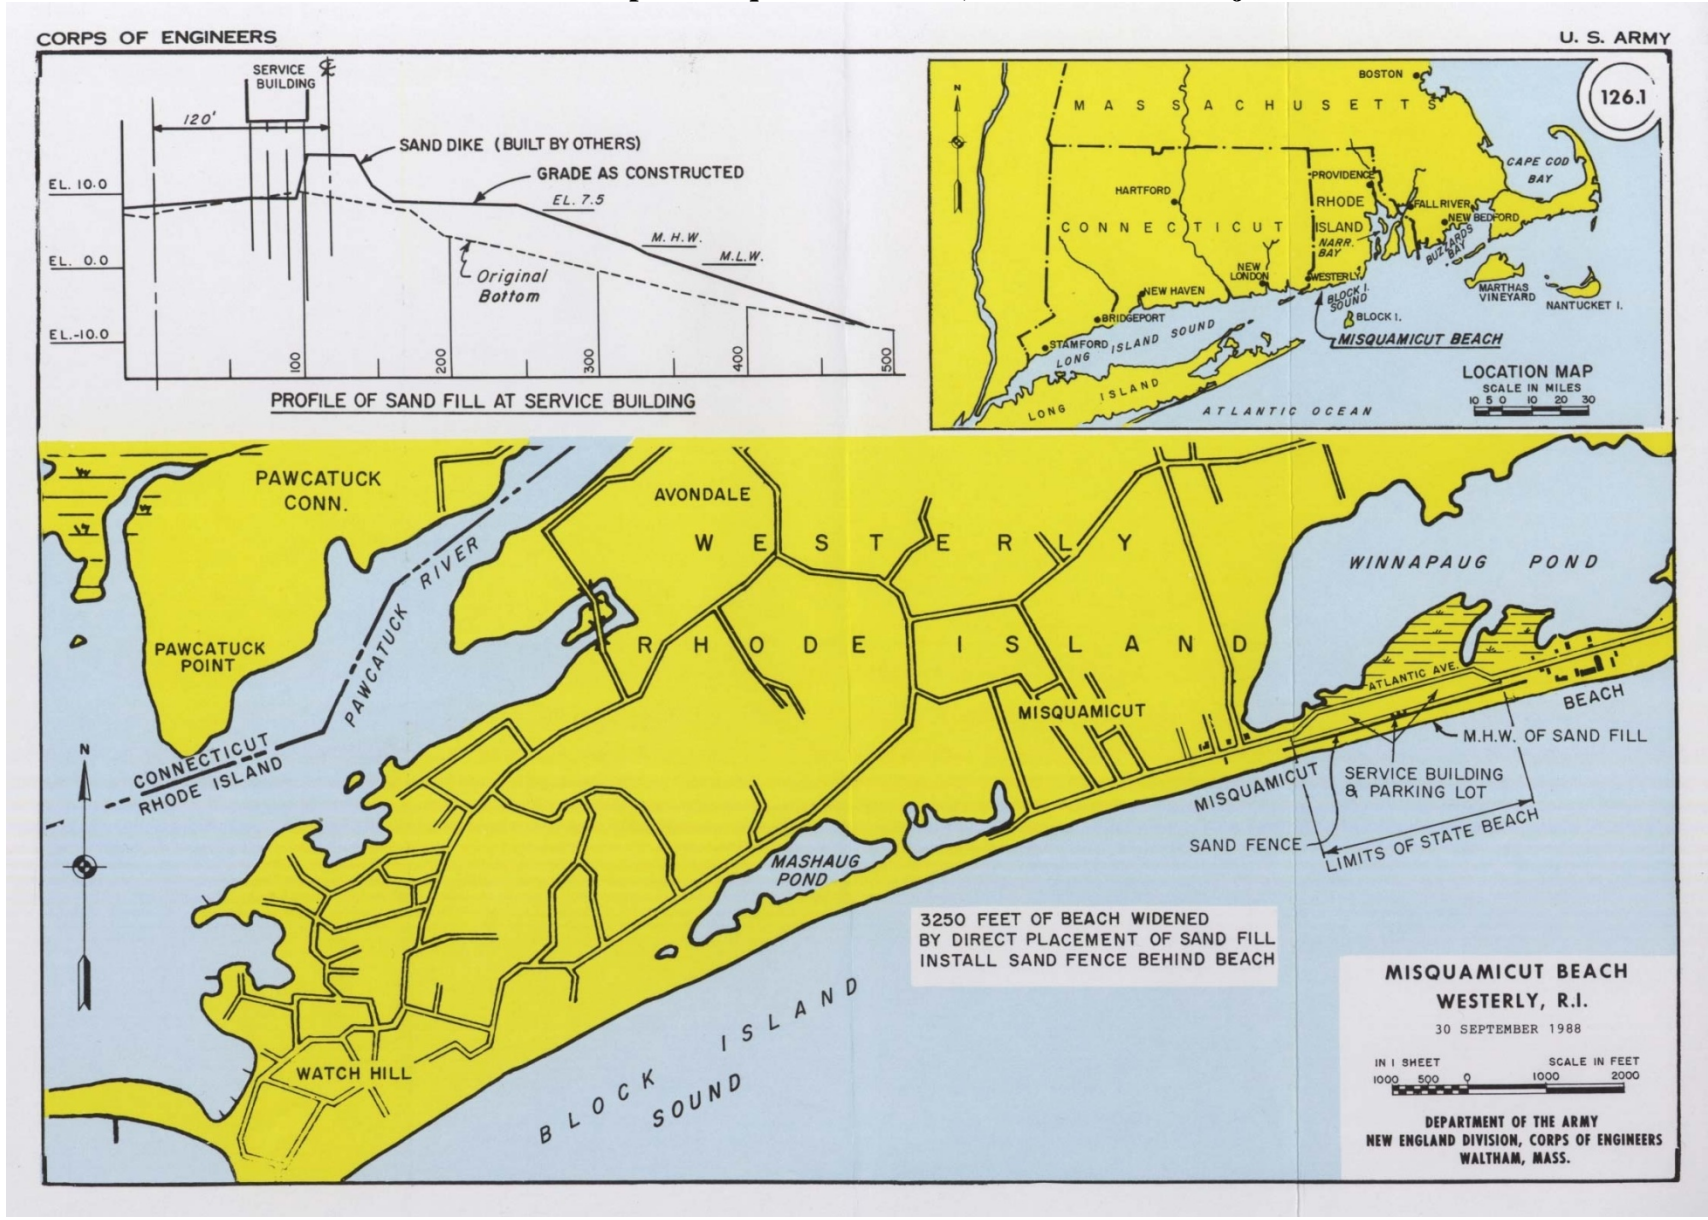 CORPS OF ENGINEERS
U. S. ARMY
SERVICE
BUILDING
℄
120'
SAND DIKE (BUILT BY OTHERS)
GRADE AS CONSTRUCTED
EL. 10.0
EL. 7.5
M.H.W.
M.L.W.
EL. 0.0
Original
Bottom
EL.-10.0
100
200
300
400
500
PROFILE OF SAND FILL AT SERVICE BUILDING
126.1
N
BOSTON
MASSACHUSETTS
CAPE COD
BAY
PROVIDENCE
HARTFORD
RHODE
ISLAND
FALL RIVER
NEW BEDFORD
CONNECTICUT
NARR.
BAY
BUZZARDS
BAY
NEW
LONDON
WESTERLY
NEW HAVEN
BLOCK I.
SOUND
MARTHAS
VINEYARD
NANTUCKET I.
BRIDGEPORT
BLOCK I.
STAMFORD
LONG ISLAND SOUND
MISQUAMICUT BEACH
LONG ISLAND
ATLANTIC OCEAN
LOCATION MAP
SCALE IN MILES
10 5 0 10 20 30
PAWCATUCK
CONN.
AVONDALE
WESTERLY
RHODE ISLAND
PAWCATUCK RIVER
WINNAPAUG POND
PAWCATUCK
POINT
ATLANTIC AVE.
MISQUAMICUT
BEACH
M.H.W. OF SAND FILL
CONNECTICUT
RHODE ISLAND
MISQUAMICUT
SERVICE BUILDING
& PARKING LOT
SAND FENCE
LIMITS OF STATE BEACH
N
MASHAUG
POND
3250 FEET OF BEACH WIDENED
BY DIRECT PLACEMENT OF SAND FILL
INSTALL SAND FENCE BEHIND BEACH
BLOCK ISLAND
SOUND
WATCH HILL
MISQUAMICUT BEACH
WESTERLY, R.I.
30 SEPTEMBER 1988
IN 1 SHEET
SCALE IN FEET
1000 500 0 1000 2000
DEPARTMENT OF THE ARMY
NEW ENGLAND DIVISION, CORPS OF ENGINEERS
WALTHAM, MASS.